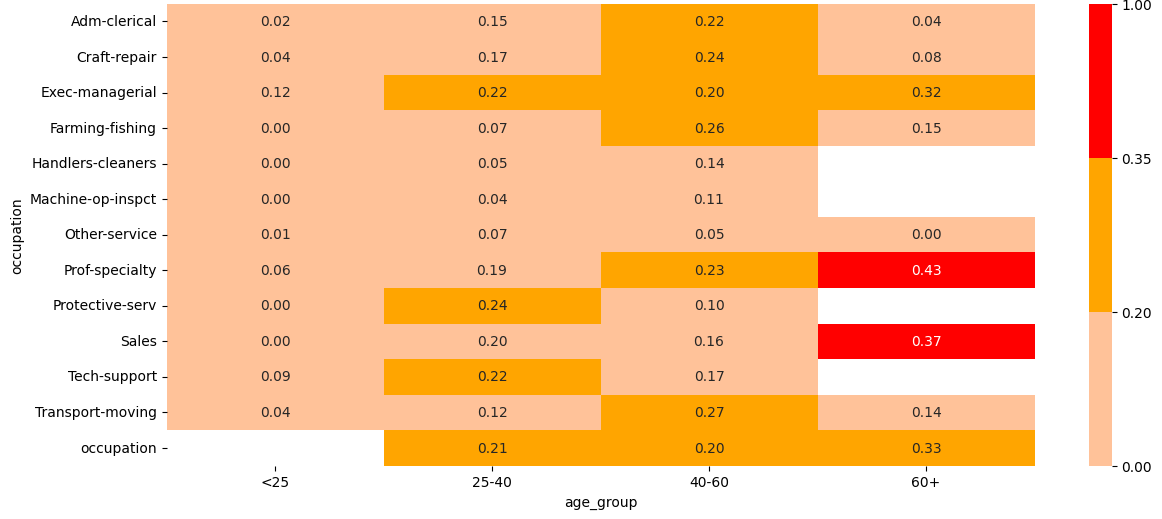 Adm-clerical 0.02 0.15 0.22 0.04
Craft-repair 0.04 0.17 0.24 0.08
Exec-managerial 0.12 0.22 0.20 0.32
Farming-fishing 0.00 0.07 0.26 0.15
Handlers-cleaners 0.00 0.05 0.14
Machine-op-inspct 0.00 0.04 0.11
Other-service 0.01 0.07 0.05 0.00
Prof-specialty 0.06 0.19 0.23 0.43
Protective-serv 0.00 0.24 0.10
Sales 0.00 0.20 0.16 0.37
Tech-support 0.09 0.22 0.17
Transport-moving 0.04 0.12 0.27 0.14
occupation 0.21 0.20 0.33
<25 25-40 40-60 60+
age_group
occupation
1.00
0.35
0.20
0.00